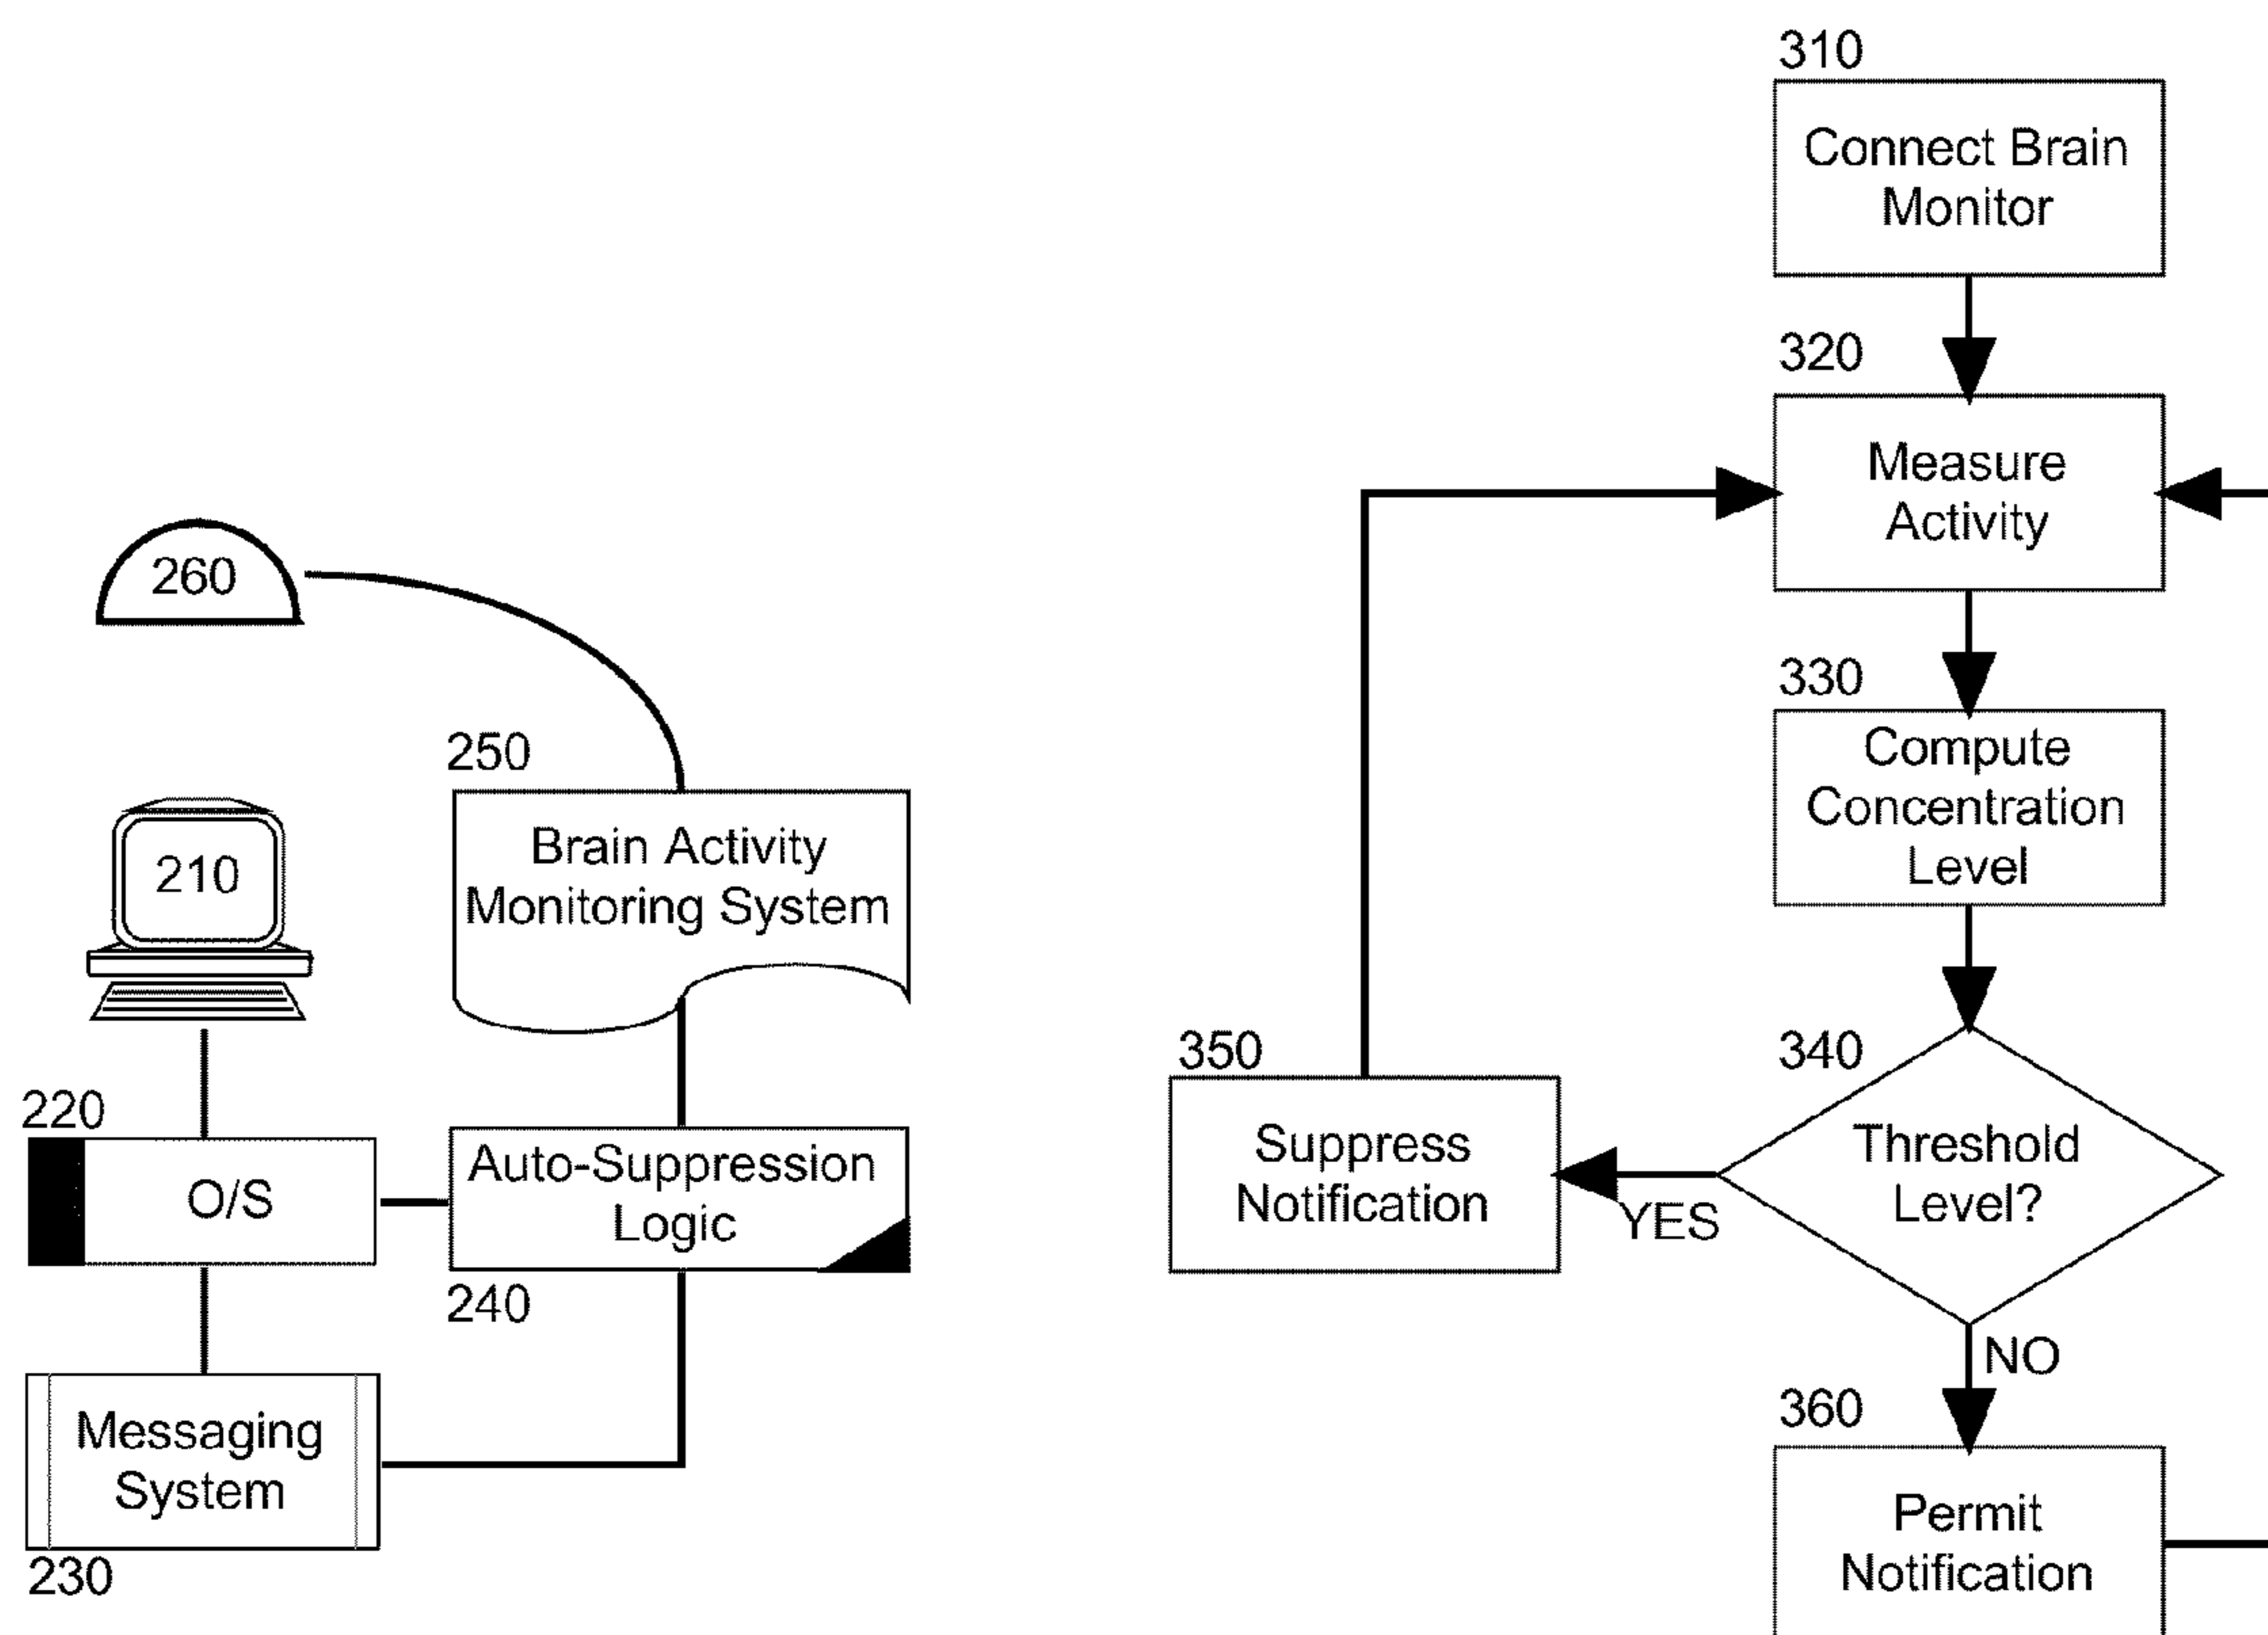 260
250
Brain Activity
Monitoring System
210
220
O/S
Auto-Suppression
Logic
240
Messaging
System
230
310
Connect Brain
Monitor
320
Measure
Activity
330
Compute
Concentration
Level
340
Threshold
Level?
YES
350
Suppress
Notification
NO
360
Permit
Notification